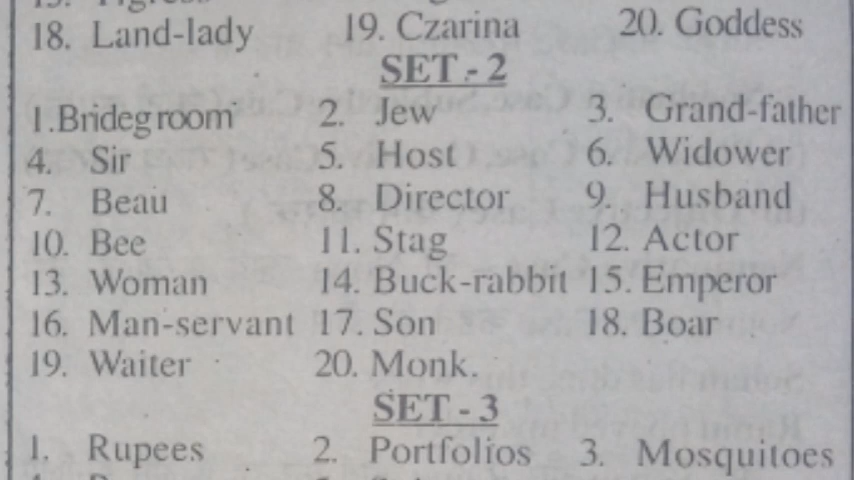 18. Land-lady 19. Czarina 20. Goddess
SET - 2
1. Bridegroom 2. Jew 3. Grand-father
4. Sir 5. Host 6. Widower
7. Beau 8. Director 9. Husband
10. Bee 11. Stag 12. Actor
13. Woman 14. Buck-rabbit 15. Emperor
16. Man-servant 17. Son 18. Boar
19. Waiter 20. Monk.
SET - 3
1. Rupees 2. Portfolios 3. Mosquitoes